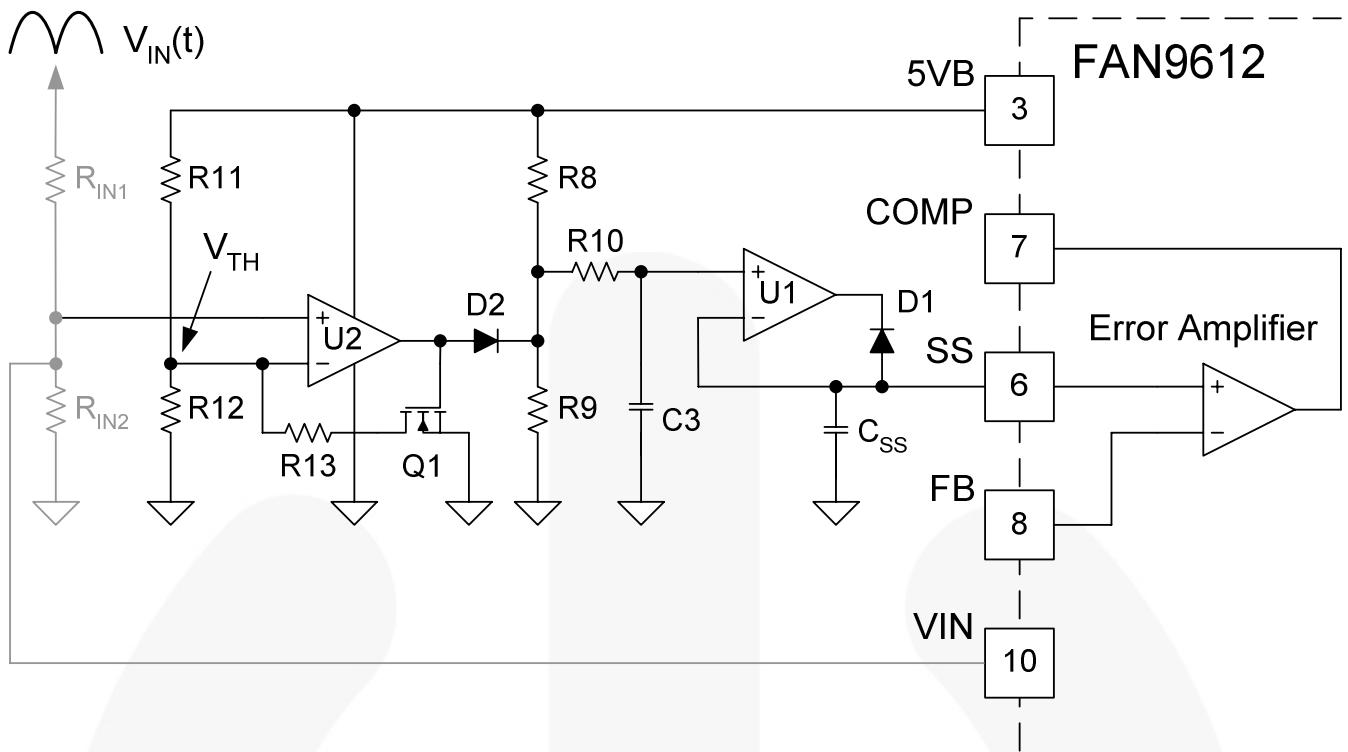 V_IN(t)
FAN9612
5VB
3
R_IN1
R11
R8
COMP
7
V_TH
R10
+
U1
−
D1
D2
+
U2
−
Error Amplifier
SS
6
+
−
R_IN2
R12
R9
C3
C_SS
R13
Q1
FB
8
VIN
10